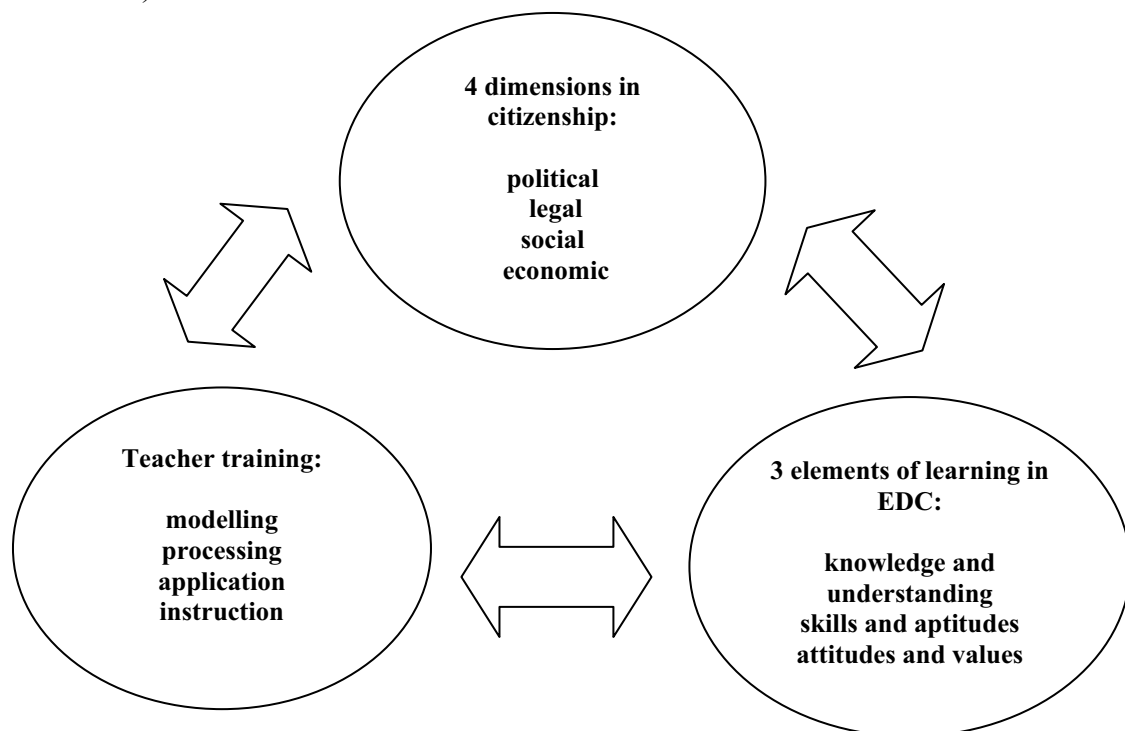 4 dimensions in
citizenship:
political
legal
social
economic
Teacher training:
modelling
processing
application
instruction
3 elements of learning in
EDC:
knowledge and
understanding
skills and aptitudes
attitudes and values